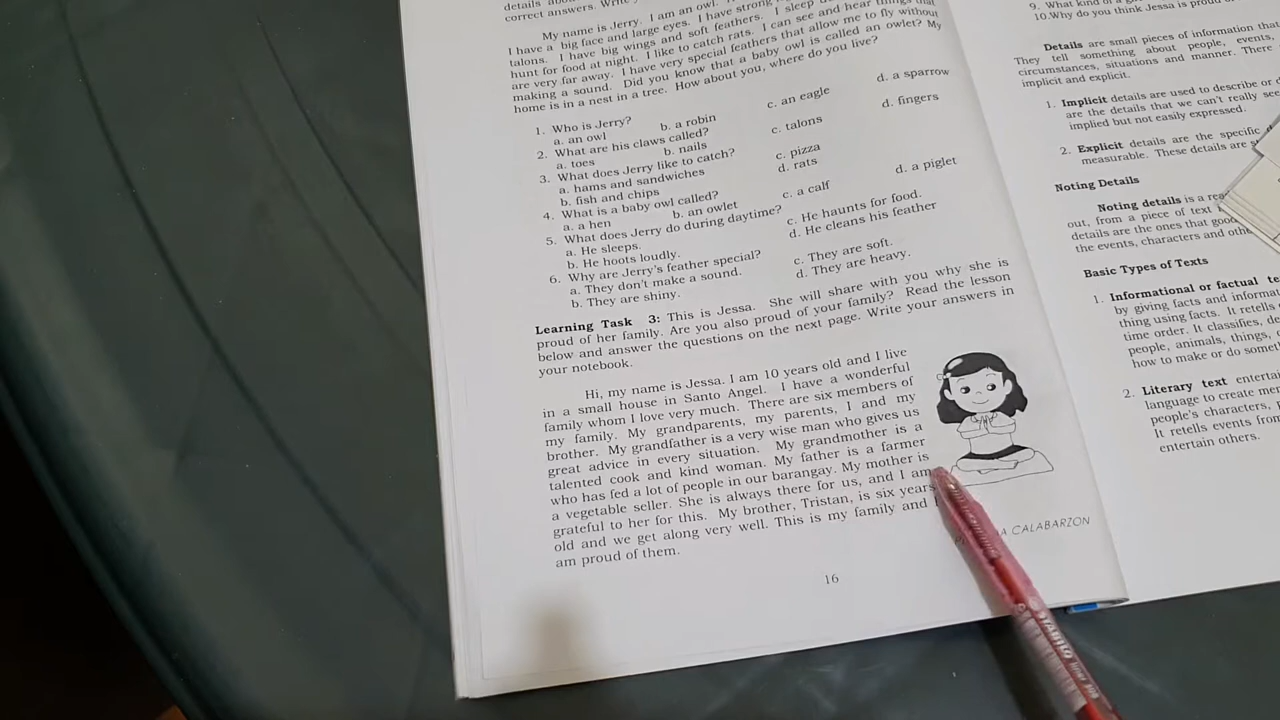 details
correct answers. Write
My name is Jerry. I am an owl.
I have a big face and large eyes. I have strong
talons. I have big wings and soft feathers. I sleep
hunt for food at night. I like to catch rats. I can see and hear things that
are very far away. I have very special feathers that allow me to fly without
making a sound. Did you know that a baby owl is called an owlet? My
home is in a nest in a tree. How about you, where do you live?
1. Who is Jerry?
a. an owl b. a robin c. an eagle d. a sparrow
2. What are his claws called?
a. toes b. nails c. talons d. fingers
3. What does Jerry like to catch?
a. hams and sandwiches c. pizza
b. fish and chips d. rats
4. What is a baby owl called?
a. a hen b. an owlet c. a calf d. a piglet
5. What does Jerry do during daytime?
a. He sleeps. c. He haunts for food.
b. He hoots loudly. d. He cleans his feather
6. Why are Jerry's feather special?
a. They don't make a sound. c. They are soft.
b. They are shiny. d. They are heavy.
Learning Task 3: This is Jessa. She will share with you why she is
proud of her family. Are you also proud of your family? Read the lesson
below and answer the questions on the next page. Write your answers in
your notebook.
Hi, my name is Jessa. I am 10 years old and I live
in a small house in Santo Angel. I have a wonderful
family whom I love very much. There are six members of
my family. My grandparents, my parents, I and my
brother. My grandfather is a very wise man who gives us
great advice in every situation. My grandmother is a
talented cook and kind woman. My father is a farmer
who has fed a lot of people in our barangay. My mother is
a vegetable seller. She is always there for us, and I am
grateful to her for this. My brother, Tristan, is six years
old and we get along very well. This is my family and I
am proud of them.
CALABARZON
16
9. What kind of a
10.Why do you think Jessa is proud of
Details are small pieces of information that
They tell something about people, events,
circumstances, situations and manner. There
implicit and explicit.
1. Implicit details are used to describe or
are the details that we can't really see
implied but not easily expressed.
2. Explicit details are the specific
measurable. These details are
Noting Details
Noting details is a
out, from a piece of text
details are the ones that
the events, characters and
Basic Types of Texts
1. Informational or factual
by giving facts and
thing using facts. It retells
time order. It classifies,
people, animals, things,
how to make or do
2. Literary text
language to create
people's characters,
It retells events from
entertain others.
STABILO